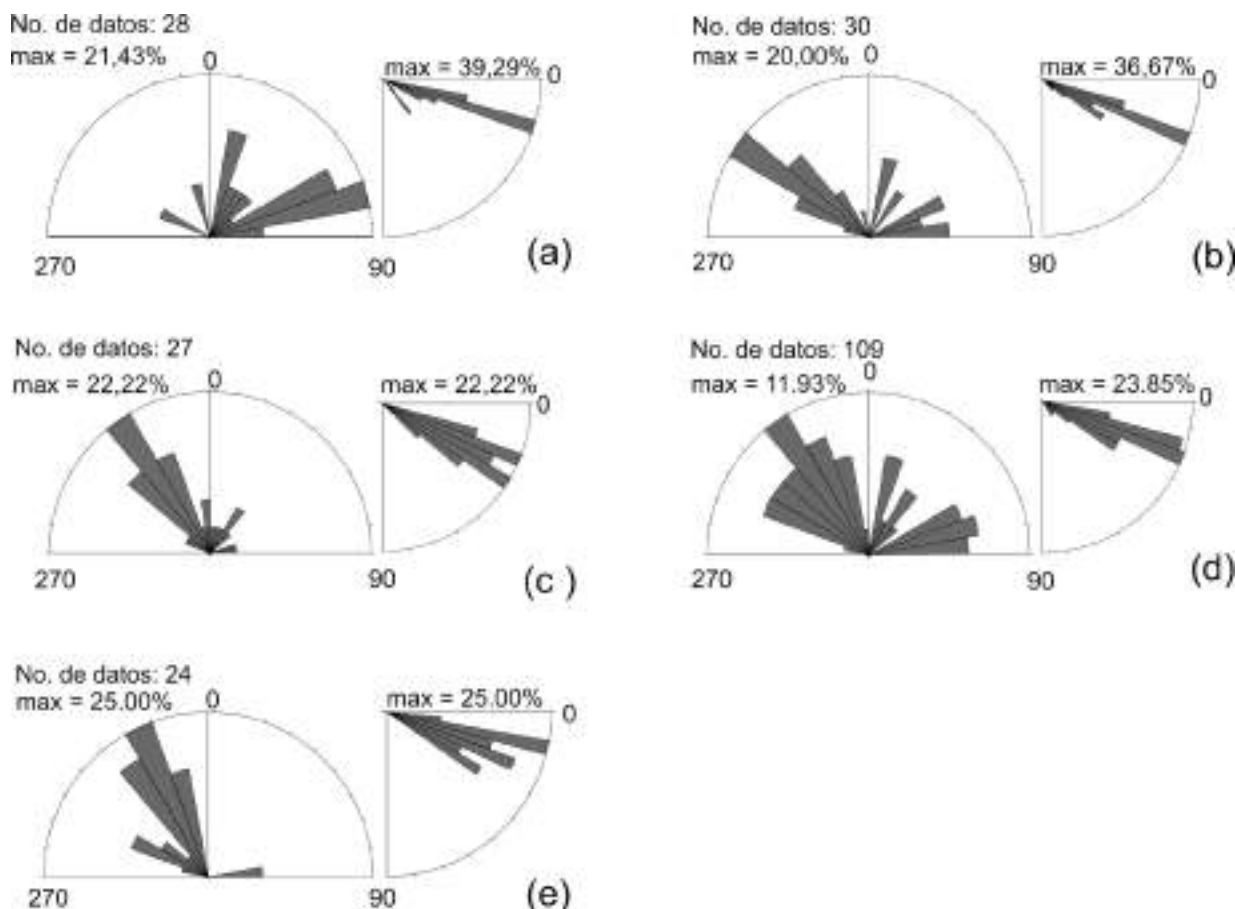 No. de datos: 28
max = 21,43%
0
max = 39,29%
0
270
90
(a)
No. de datos: 30
max = 20,00%
0
max = 36,67%
0
270
90
(b)
No. de datos: 27
max = 22,22%
0
max = 22,22%
0
270
90
(c )
No. de datos: 109
max = 11.93%
0
max = 23.85%
0
270
90
(d)
No. de datos: 24
max = 25.00%
0
max = 25.00%
0
270
90
(e)